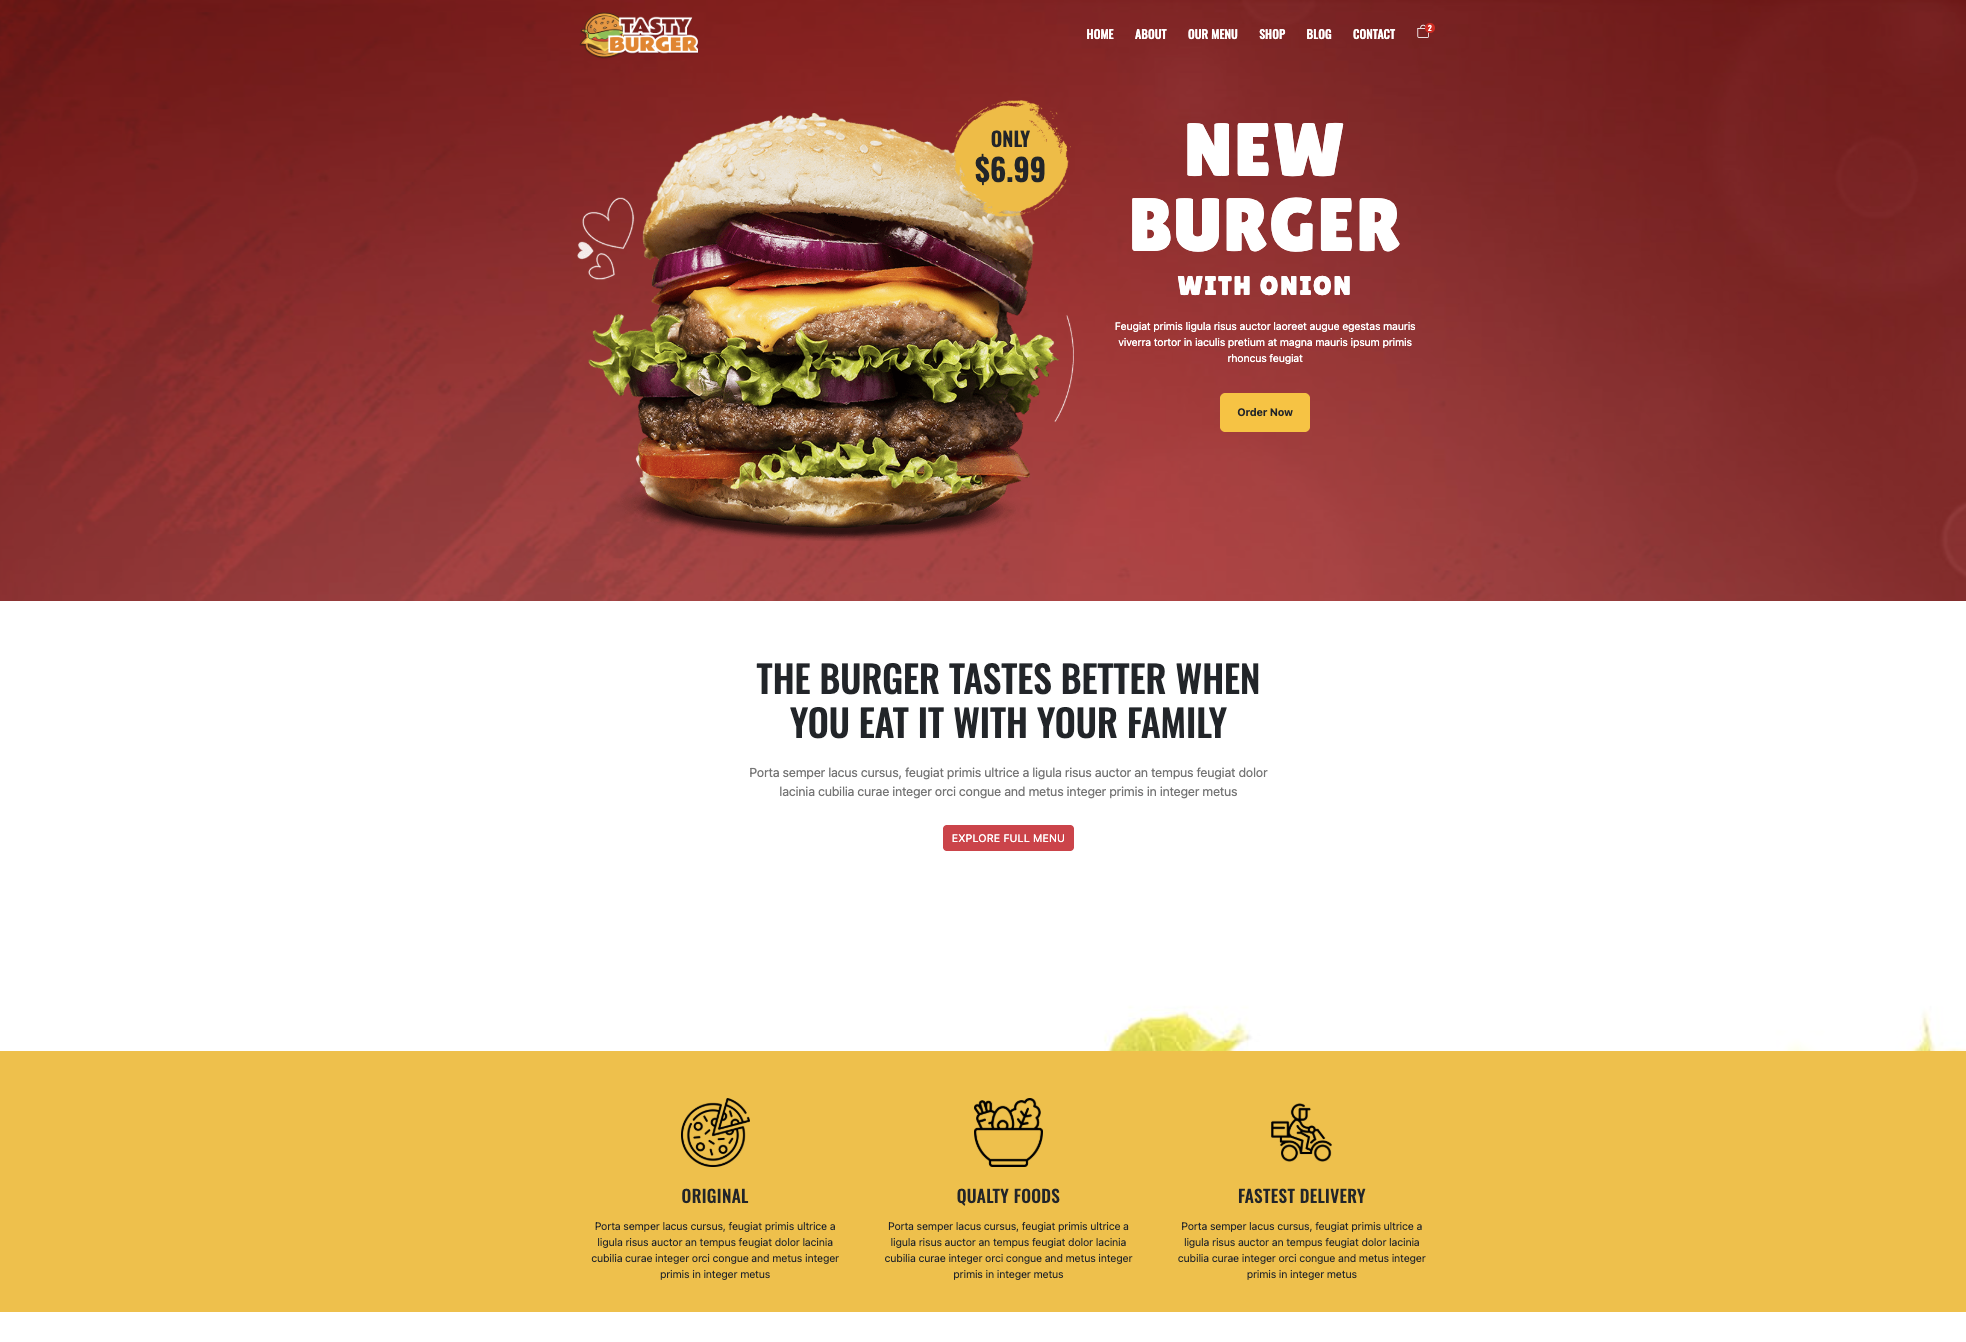 TASTY
BURGER
HOME ABOUT OUR MENU SHOP BLOG CONTACT 2
ONLY
$6.99
NEW
BURGER
WITH ONION
Feugiat primis ligula risus auctor laoreet augue egestas mauris
viverra tortor in iaculis pretium at magna mauris ipsum primis
rhoncus feugiat
Order Now
THE BURGER TASTES BETTER WHEN
YOU EAT IT WITH YOUR FAMILY
Porta semper lacus cursus, feugiat primis ultrice a ligula risus auctor an tempus feugiat dolor
lacinia cubilia curae integer orci congue and metus integer primis in integer metus
EXPLORE FULL MENU
ORIGINAL
Porta semper lacus cursus, feugiat primis ultrice a
ligula risus auctor an tempus feugiat dolor lacinia
cubilia curae integer orci congue and metus integer
primis in integer metus
QUALTY FOODS
Porta semper lacus cursus, feugiat primis ultrice a
ligula risus auctor an tempus feugiat dolor lacinia
cubilia curae integer orci congue and metus integer
primis in integer metus
FASTEST DELIVERY
Porta semper lacus cursus, feugiat primis ultrice a
ligula risus auctor an tempus feugiat dolor lacinia
cubilia curae integer orci congue and metus integer
primis in integer metus